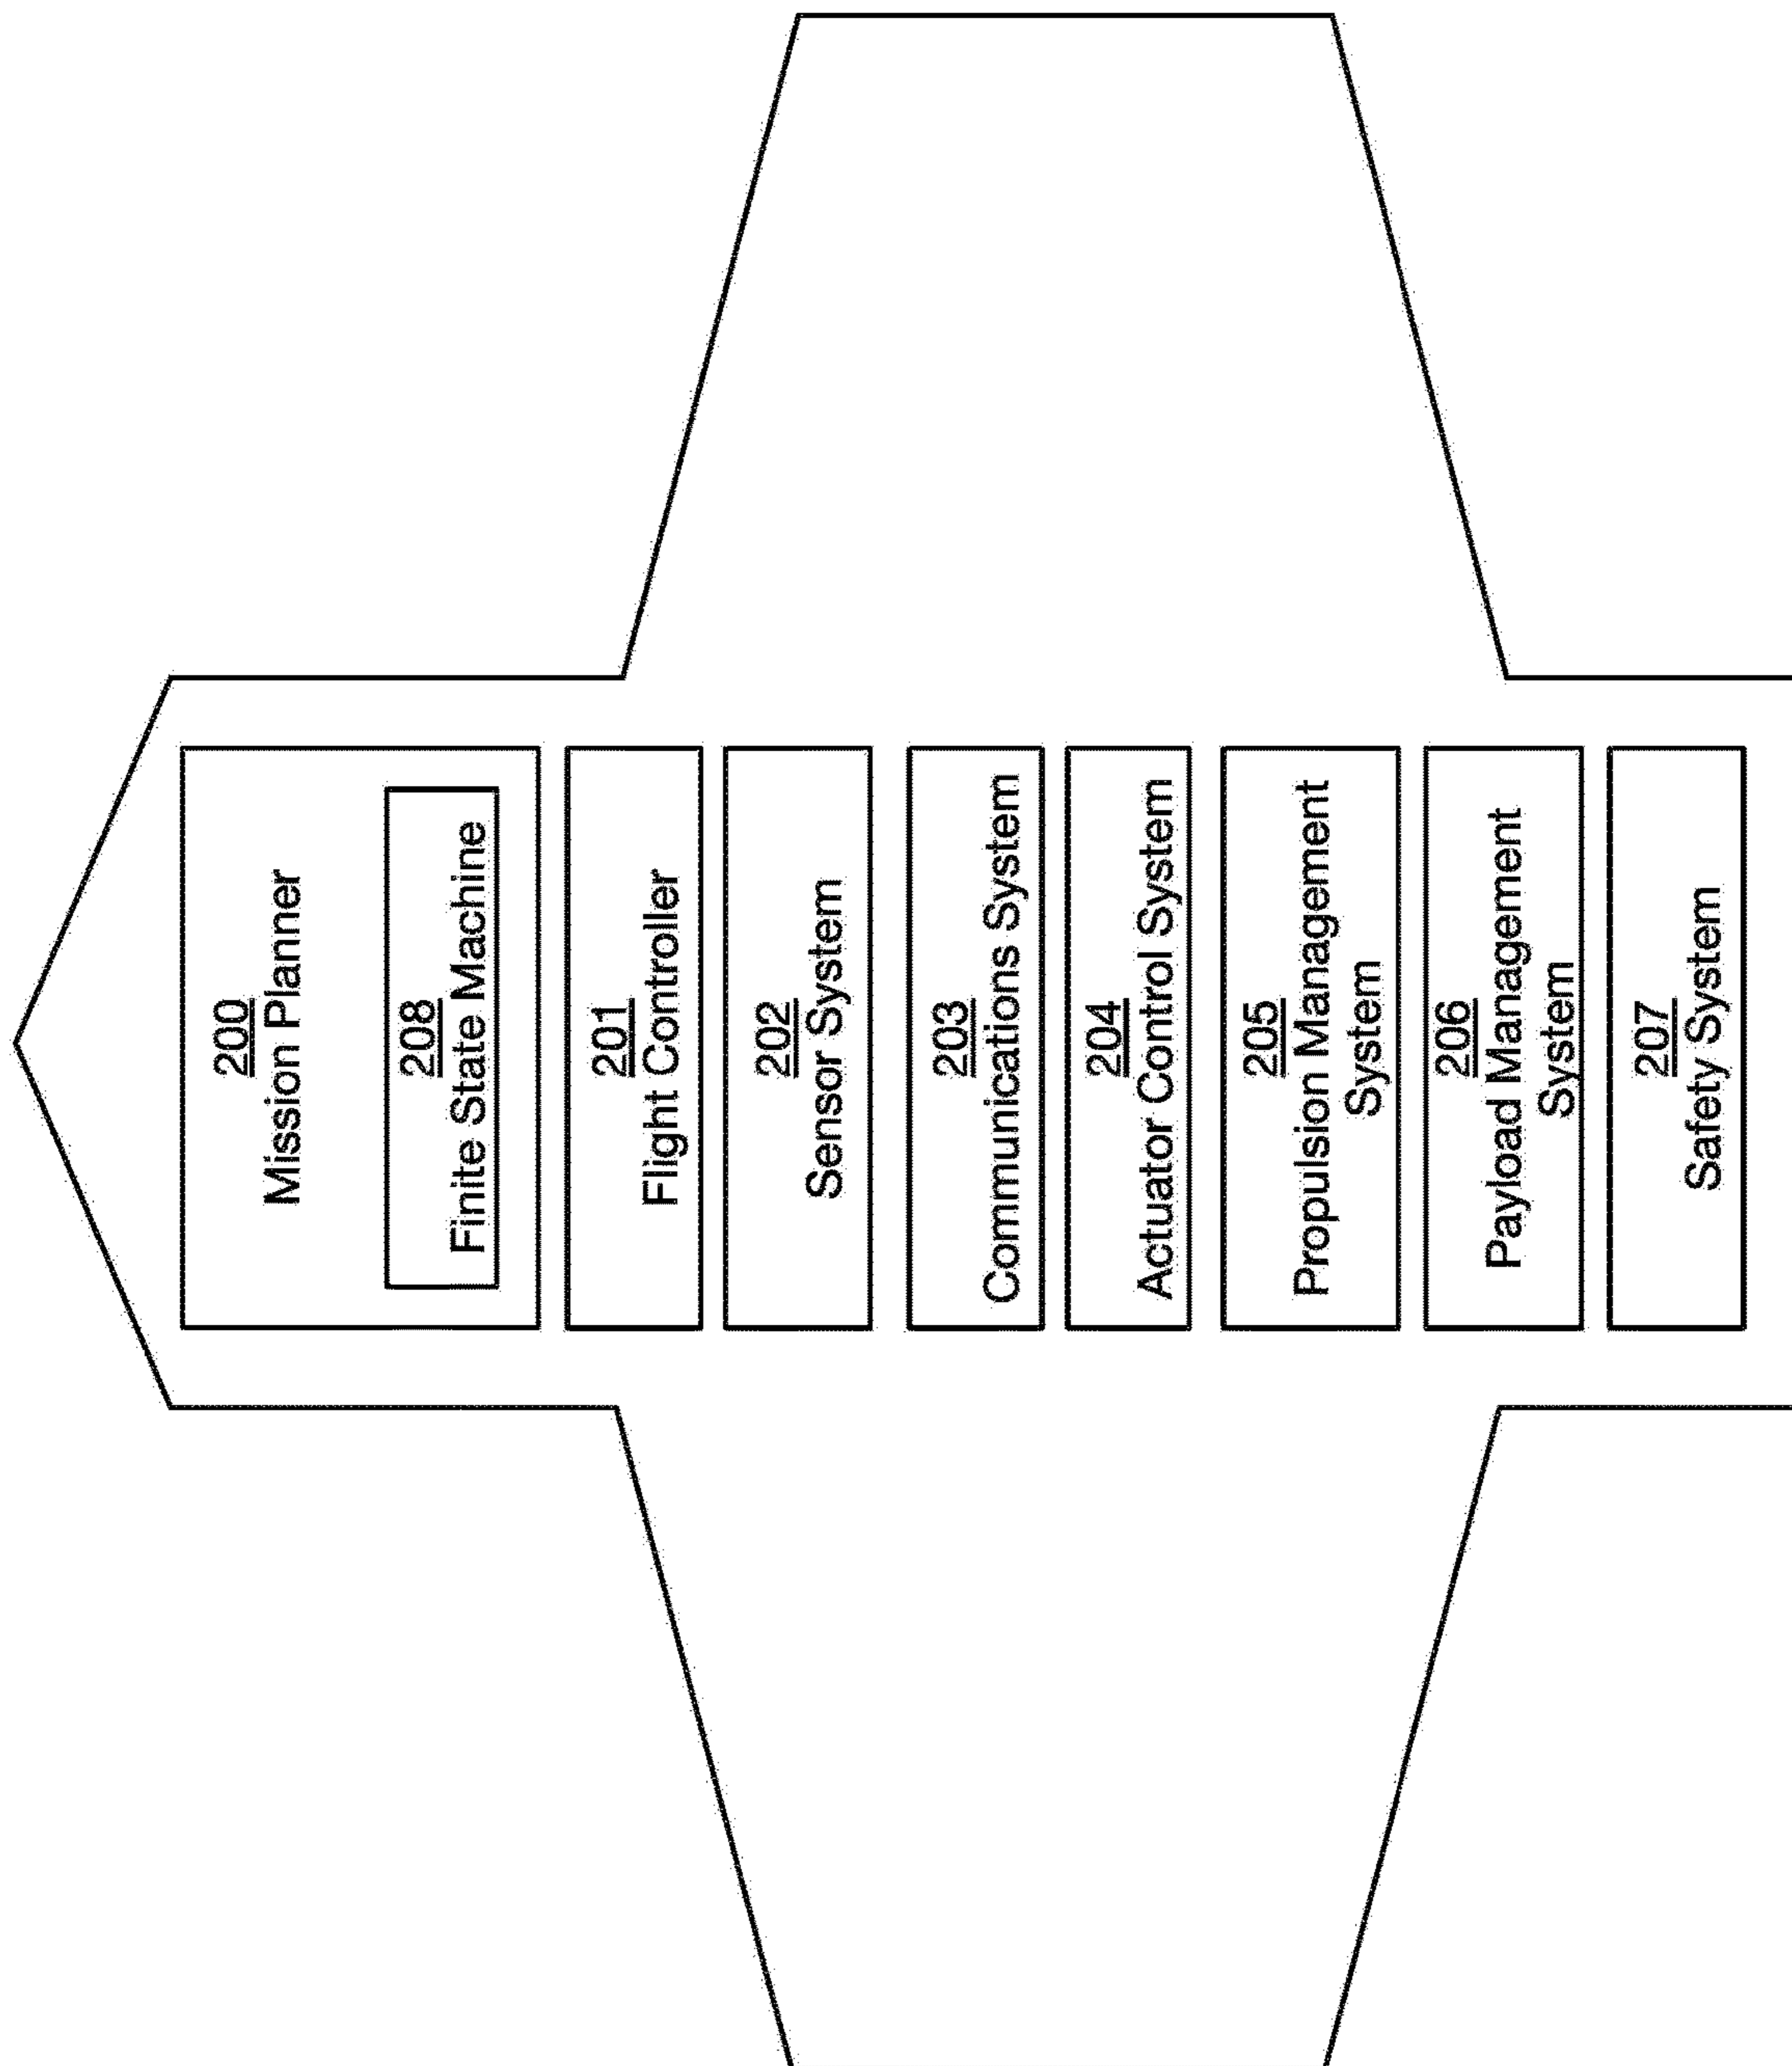 200
Mission Planner
208
Finite State Machine
201
Flight Controller
202
Sensor System
203
Communications System
204
Actuator Control System
205
Propulsion Management
System
206
Payload Management
System
207
Safety System